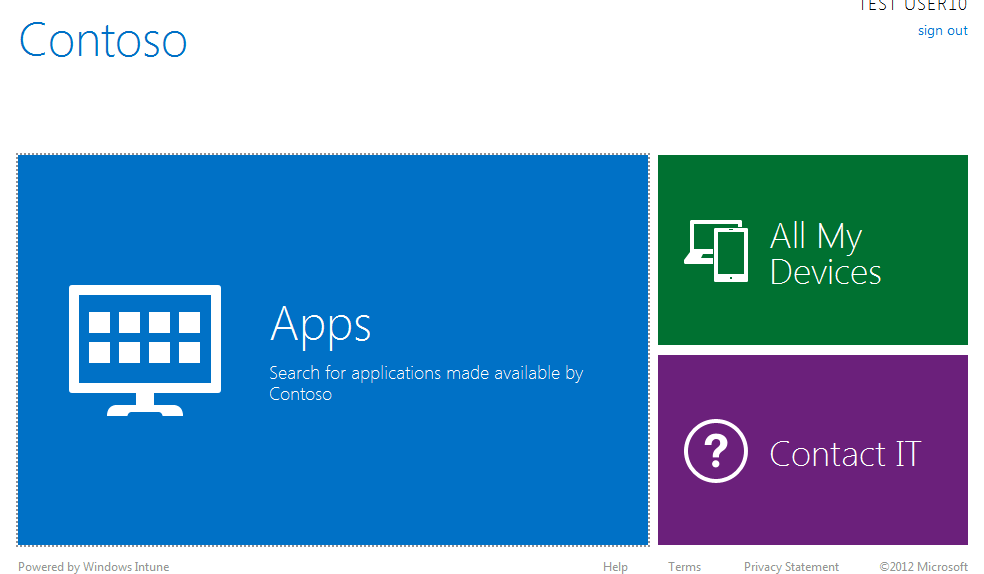 TEST USER10
Contoso
sign out
Apps
Search for applications made available by
Contoso
All My
Devices
?
Contact IT
Powered by Windows Intune
Help
Terms
Privacy Statement
©2012 Microsoft